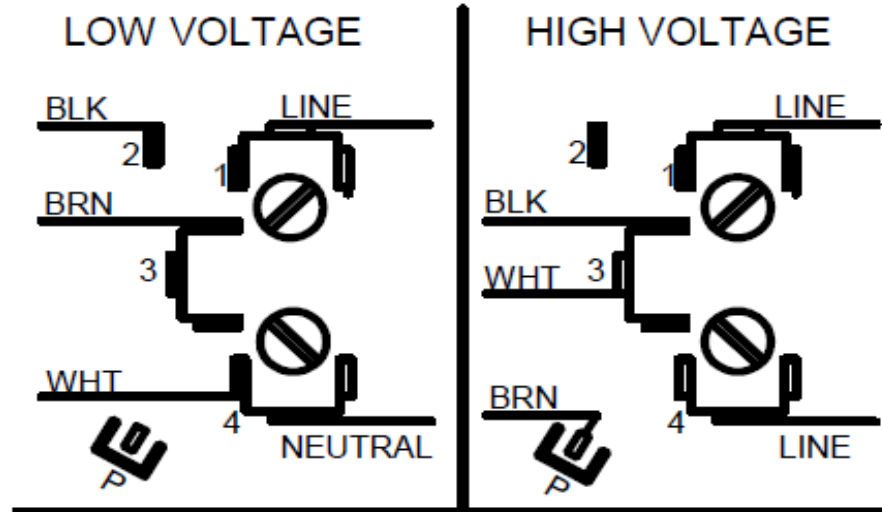 LOW VOLTAGE
BLK
LINE
2
1
BRN
3
WHT
4
P
NEUTRAL
HIGH VOLTAGE
LINE
2
1
BLK
3
WHT
BRN
4
P
LINE